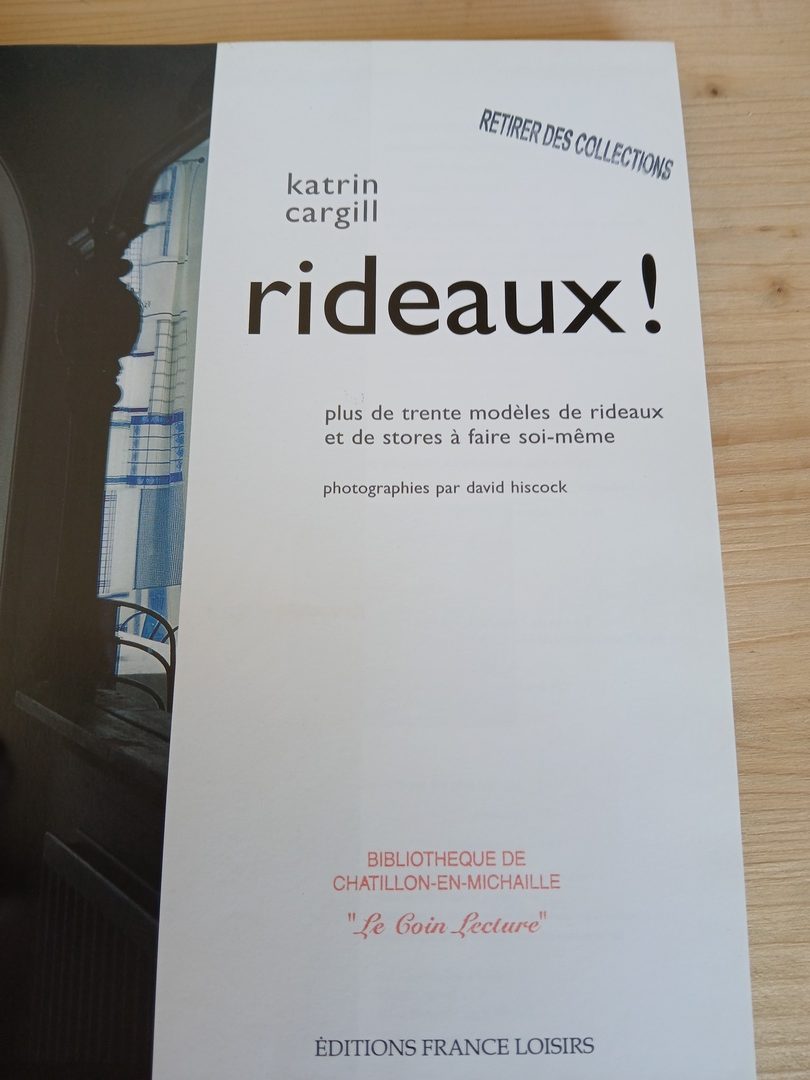 RETIRER DES COLLECTIONS
katrin
cargill
rideaux!
plus de trente modèles de rideaux
et de stores à faire soi-même
photographies par david hiscock
BIBLIOTHEQUE DE
CHATILLON-EN-MICHAILLE
"Le Coin Lecture"
ÉDITIONS FRANCE LOISIRS